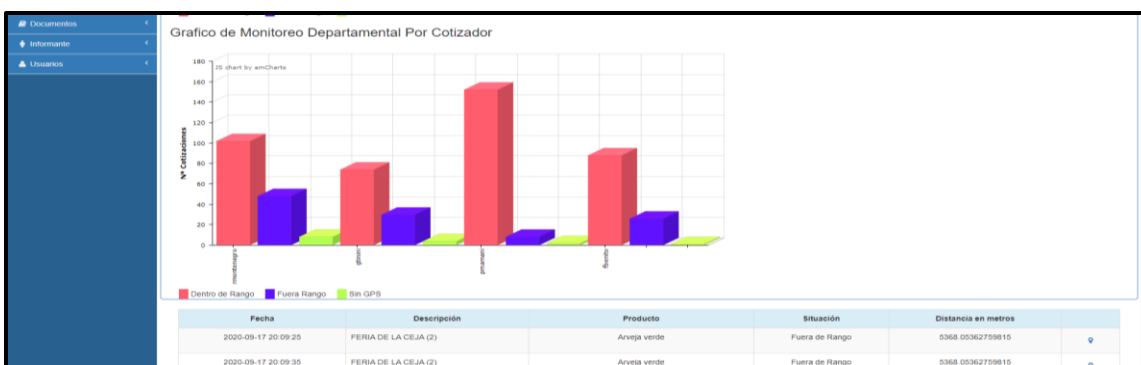 Documentos
Informante
Usuarios
Grafico de Monitoreo Departamental Por Cotizador
JS chart by amCharts
180
160
140
120
100
80
60
40
20
0
Nº Cotizaciones
rmontenegro
pmamani
fbenito
Dentro de Rango Fuera Rango Sin GPS
Fecha Descripción Producto Situación Distancia en metros
2020-09-17 20:09:25 FERIA DE LA CEJA (2) Arveja verde Fuera de Rango 5368.05362759815
2020-09-17 20:09:35 FERIA DE LA CEJA (2) Arveja verde Fuera de Rango 5368.05362759815